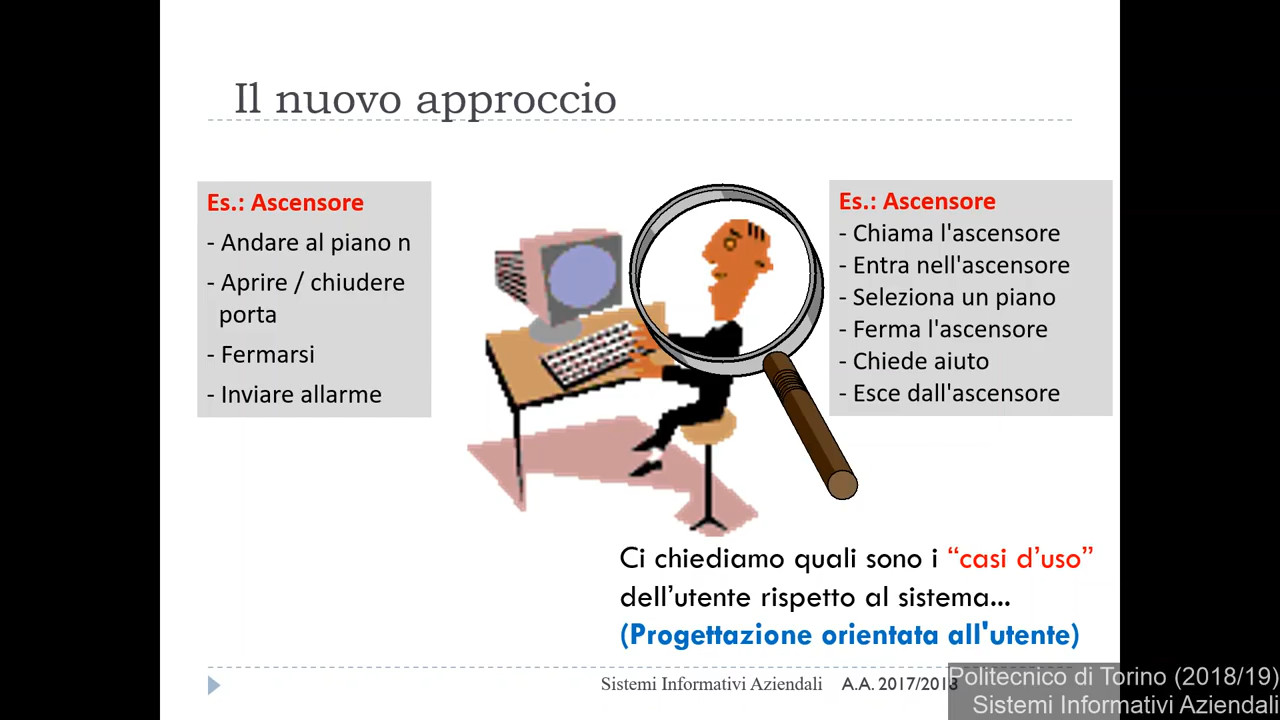 Il nuovo approccio
Es.: Ascensore
- Andare al piano n
- Aprire / chiudere
porta
- Fermarsi
- Inviare allarme
Es.: Ascensore
- Chiama l'ascensore
- Entra nell'ascensore
- Seleziona un piano
- Ferma l'ascensore
- Chiede aiuto
- Esce dall'ascensore
Ci chiediamo quali sono i “casi d’uso”
dell’utente rispetto al sistema...
(Progettazione orientata all'utente)
Sistemi Informativi Aziendali A.A. 2017/2018
Politecnico di Torino (2018/19)
Sistemi Informativi Aziendali